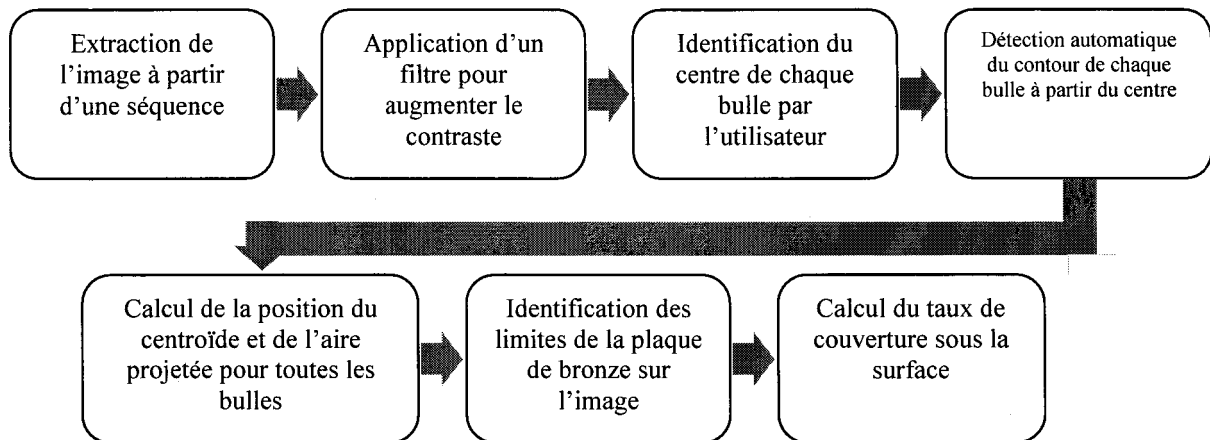 Extraction de
l'image à partir
d'une séquence
Application d'un
filtre pour
augmenter le
contraste
Identification du
centre de chaque
bulle par
l'utilisateur
Détection automatique
du contour de chaque
bulle à partir du centre
Calcul de la position du
centroïde et de l'aire
projetée pour toutes les
bulles
Identification des
limites de la plaque
de bronze sur
l'image
Calcul du taux de
couverture sous la
surface